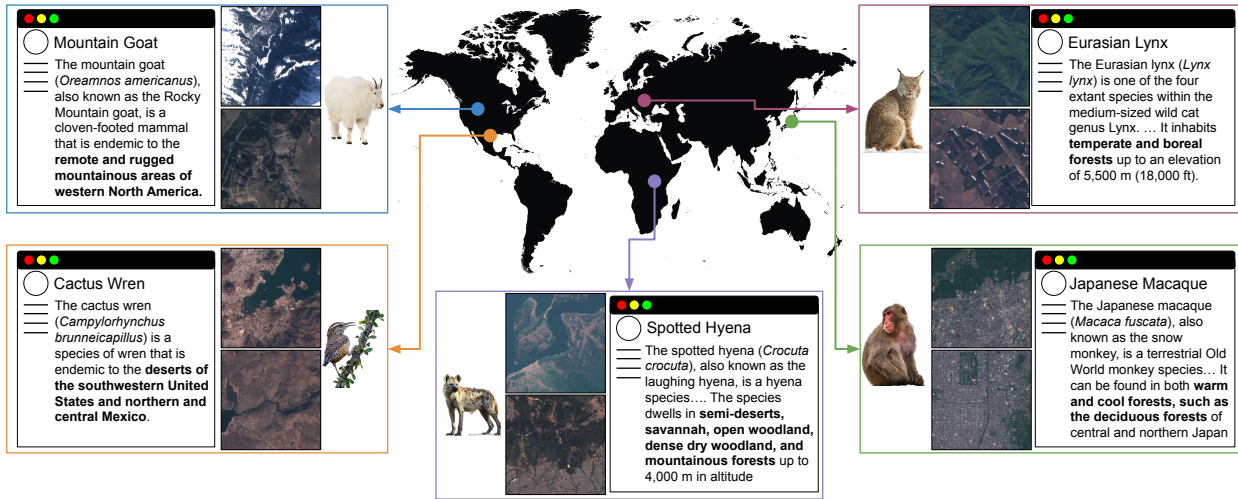 Mountain Goat
The mountain goat
(Oreamnos americanus),
also known as the Rocky
Mountain goat, is a
cloven-footed mammal
that is endemic to the
remote and rugged
mountainous areas of
western North America.
Eurasian Lynx
The Eurasian lynx (Lynx
lynx) is one of the four
extant species within the
medium-sized wild cat
genus Lynx. … It inhabits
temperate and boreal
forests up to an elevation
of 5,500 m (18,000 ft).
Cactus Wren
The cactus wren
(Campylorhynchus
brunneicapillus) is a
species of wren that is
endemic to the deserts of
the southwestern United
States and northern and
central Mexico.
Spotted Hyena
The spotted hyena (Crocuta
crocuta), also known as the
laughing hyena, is a hyena
species…. The species
dwells in semi-deserts,
savannah, open woodland,
dense dry woodland, and
mountainous forests up to
4,000 m in altitude
Japanese Macaque
The Japanese macaque
(Macaca fuscata), also
known as the snow
monkey, is a terrestrial Old
World monkey species… It
can be found in both warm
and cool forests, such as
the deciduous forests of
central and northern Japan